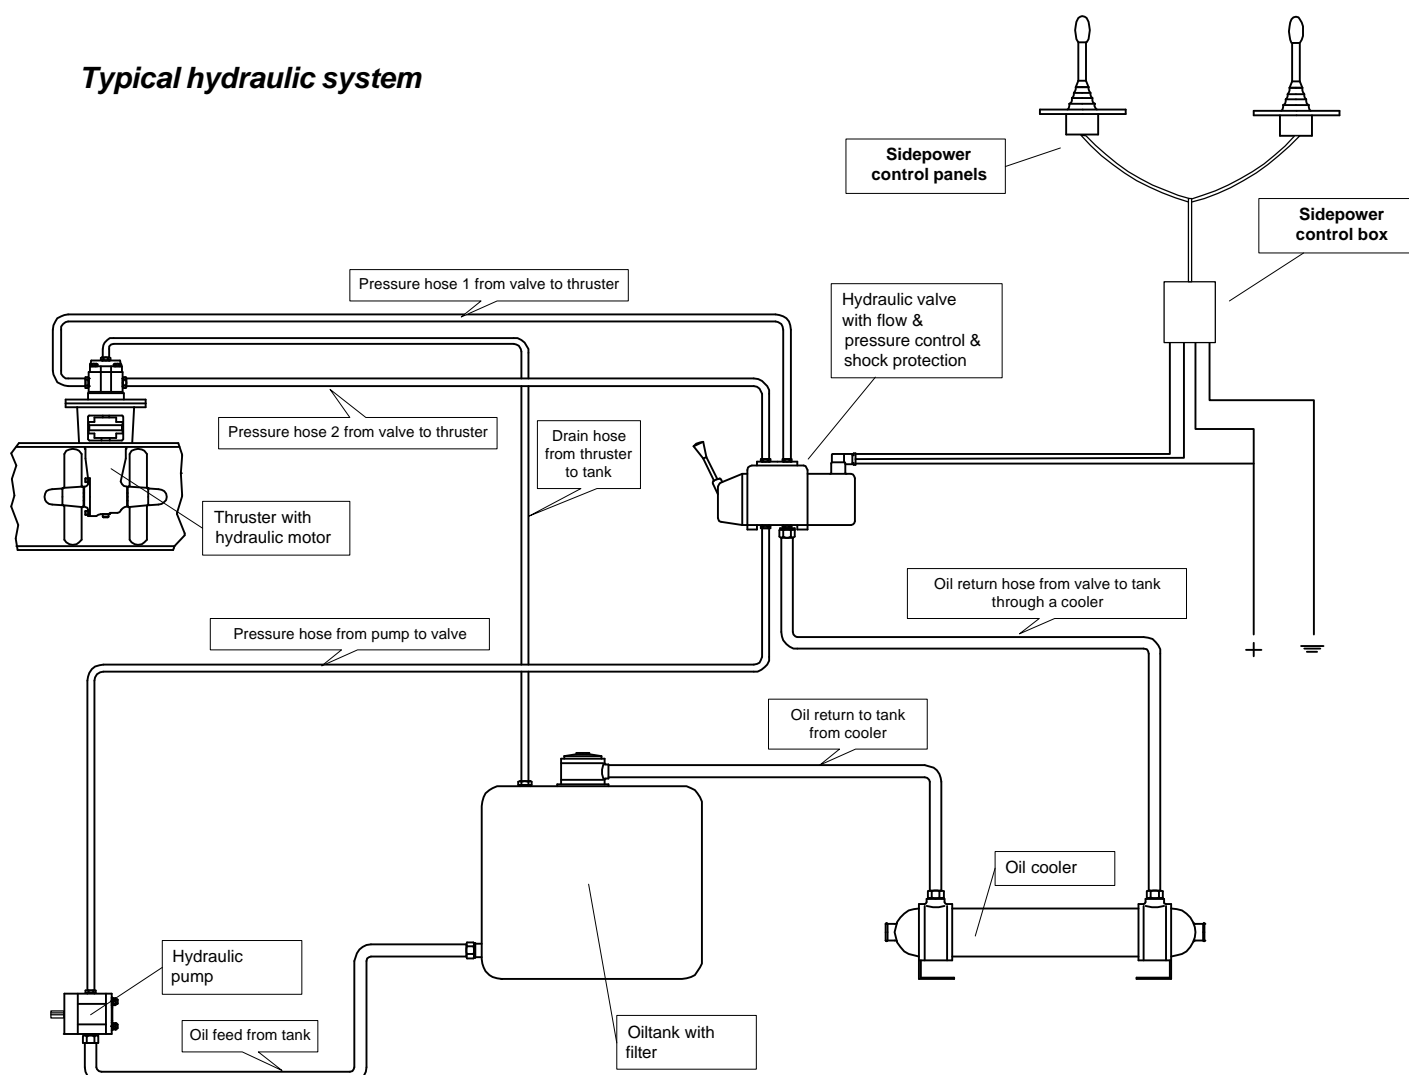 Typical hydraulic system
Sidepower
control panels
Sidepower
control box
Pressure hose 1 from valve to thruster
Hydraulic valve
with flow &
pressure control &
shock protection
Pressure hose 2 from valve to thruster
Drain hose
from thruster
to tank
Thruster with
hydraulic motor
Oil return hose from valve to tank
through a cooler
Pressure hose from pump to valve
Oil return to tank
from cooler
Oil cooler
Hydraulic
pump
Oil feed from tank
Oiltank with
filter